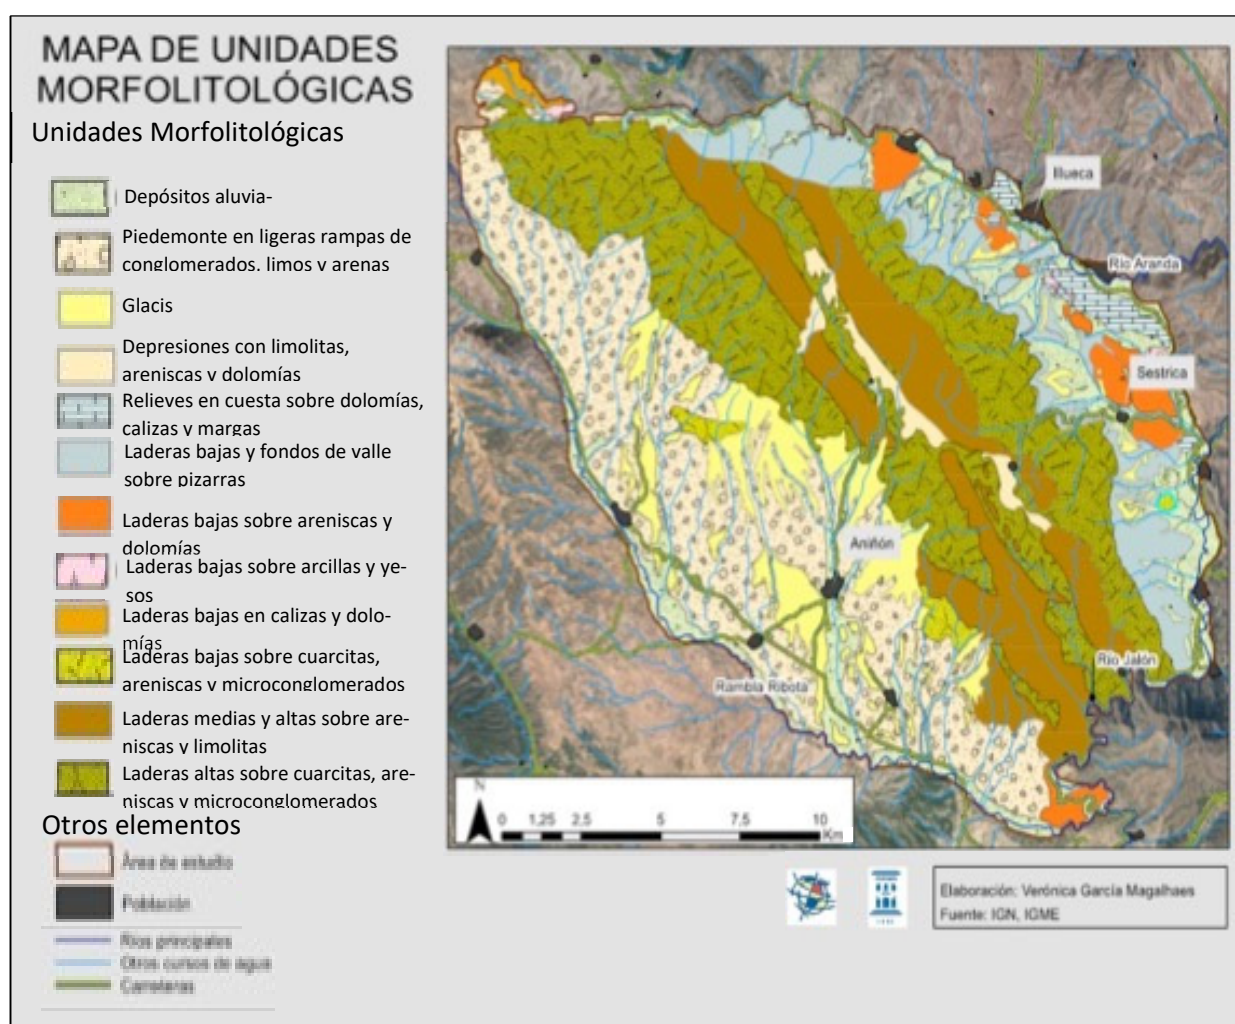 MAPA DE UNIDADES
MORFOLITOLÓGICAS
Unidades Morfolitológicas
Depósitos aluvia-
Piedemonte en ligeras rampas de
conglomerados, limos y arenas
Glacis
Depresiones con limolitas,
areniscas y dolomías
Relieves en cuesta sobre dolomías,
calizas y margas
Laderas bajas y fondos de valle
sobre pizarras
Laderas bajas sobre areniscas y
dolomías
Laderas bajas sobre arcillas y ye-
sos
Laderas bajas en calizas y dolo-
mías
Laderas bajas sobre cuarcitas,
areniscas y microconglomerados
Laderas medias y altas sobre are-
niscas y limolitas
Laderas altas sobre cuarcitas, are-
niscas y microconglomerados
Otros elementos
Área de estudio
Población
Ríos principales
Otros cursos de agua
Carreteras
Illueca
Río Aranda
Sestrica
Aniñón
Río Jalón
Rambla Ribota
N
0 1,25 2,5 5 7,5 10
Km
Elaboración: Verónica García Magalhaes
Fuente: IGN, IGME